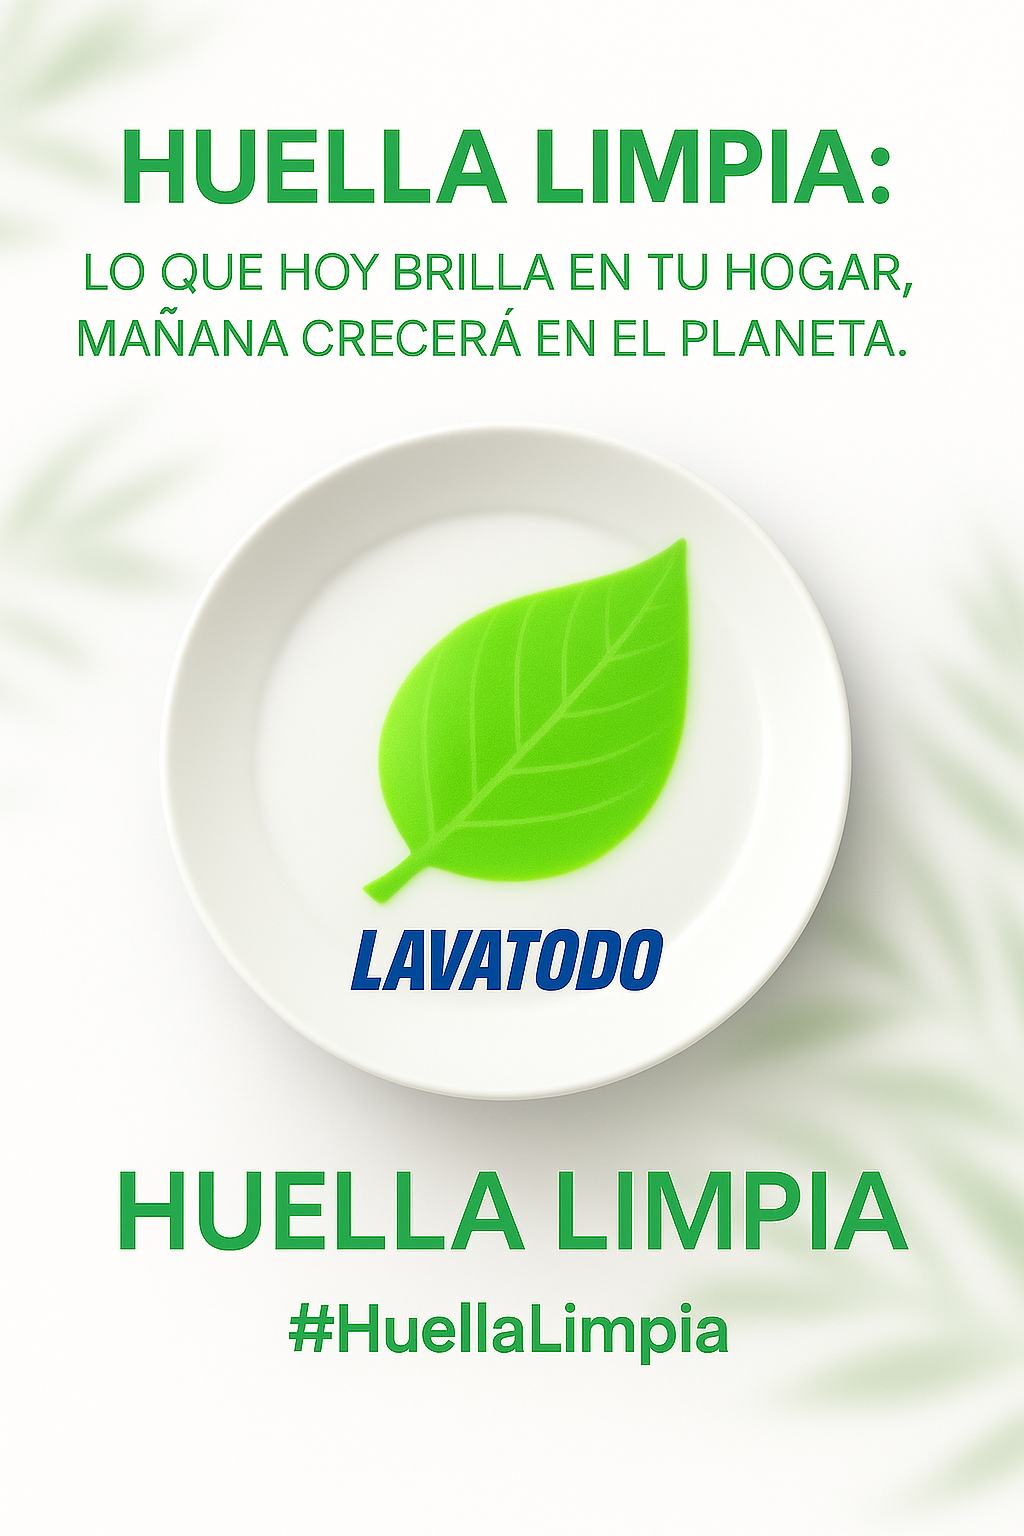 HUELLA LIMPIA:
LO QUE HOY BRILLA EN TU HOGAR,
MAÑANA CRECERÁ EN EL PLANETA.
LAVATODO
HUELLA LIMPIA
#HuellaLimpia